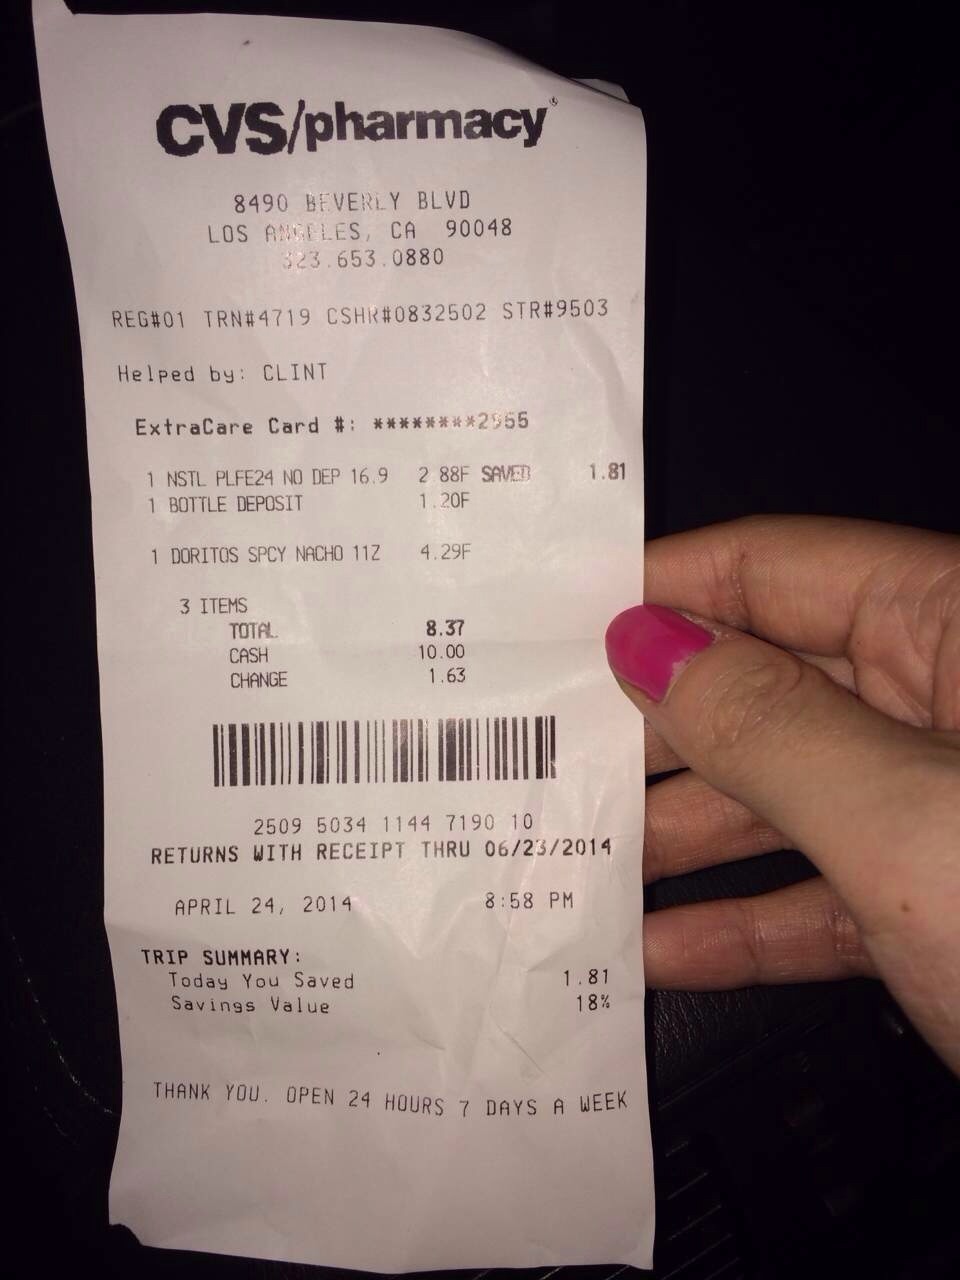 CVS/pharmacy®
8490 BEVERLY BLVD
LOS ANGELES, CA 90048
323.653.0880
REG#01 TRN#4719 CSHR#0832502 STR#9503
Helped by: CLINT
ExtraCare Card #: ********2955
1 NSTL PLFE24 NO DEP 16.9 2.88F SAVED 1.81
1 BOTTLE DEPOSIT 1.20F
1 DORITOS SPCY NACHO 11Z 4.29F
3 ITEMS
TOTAL 8.37
CASH 10.00
CHANGE 1.63
2509 5034 1144 7190 10
RETURNS WITH RECEIPT THRU 06/23/2014
APRIL 24, 2014 8:58 PM
TRIP SUMMARY:
Today You Saved 1.81
Savings Value 18%
THANK YOU. OPEN 24 HOURS 7 DAYS A WEEK